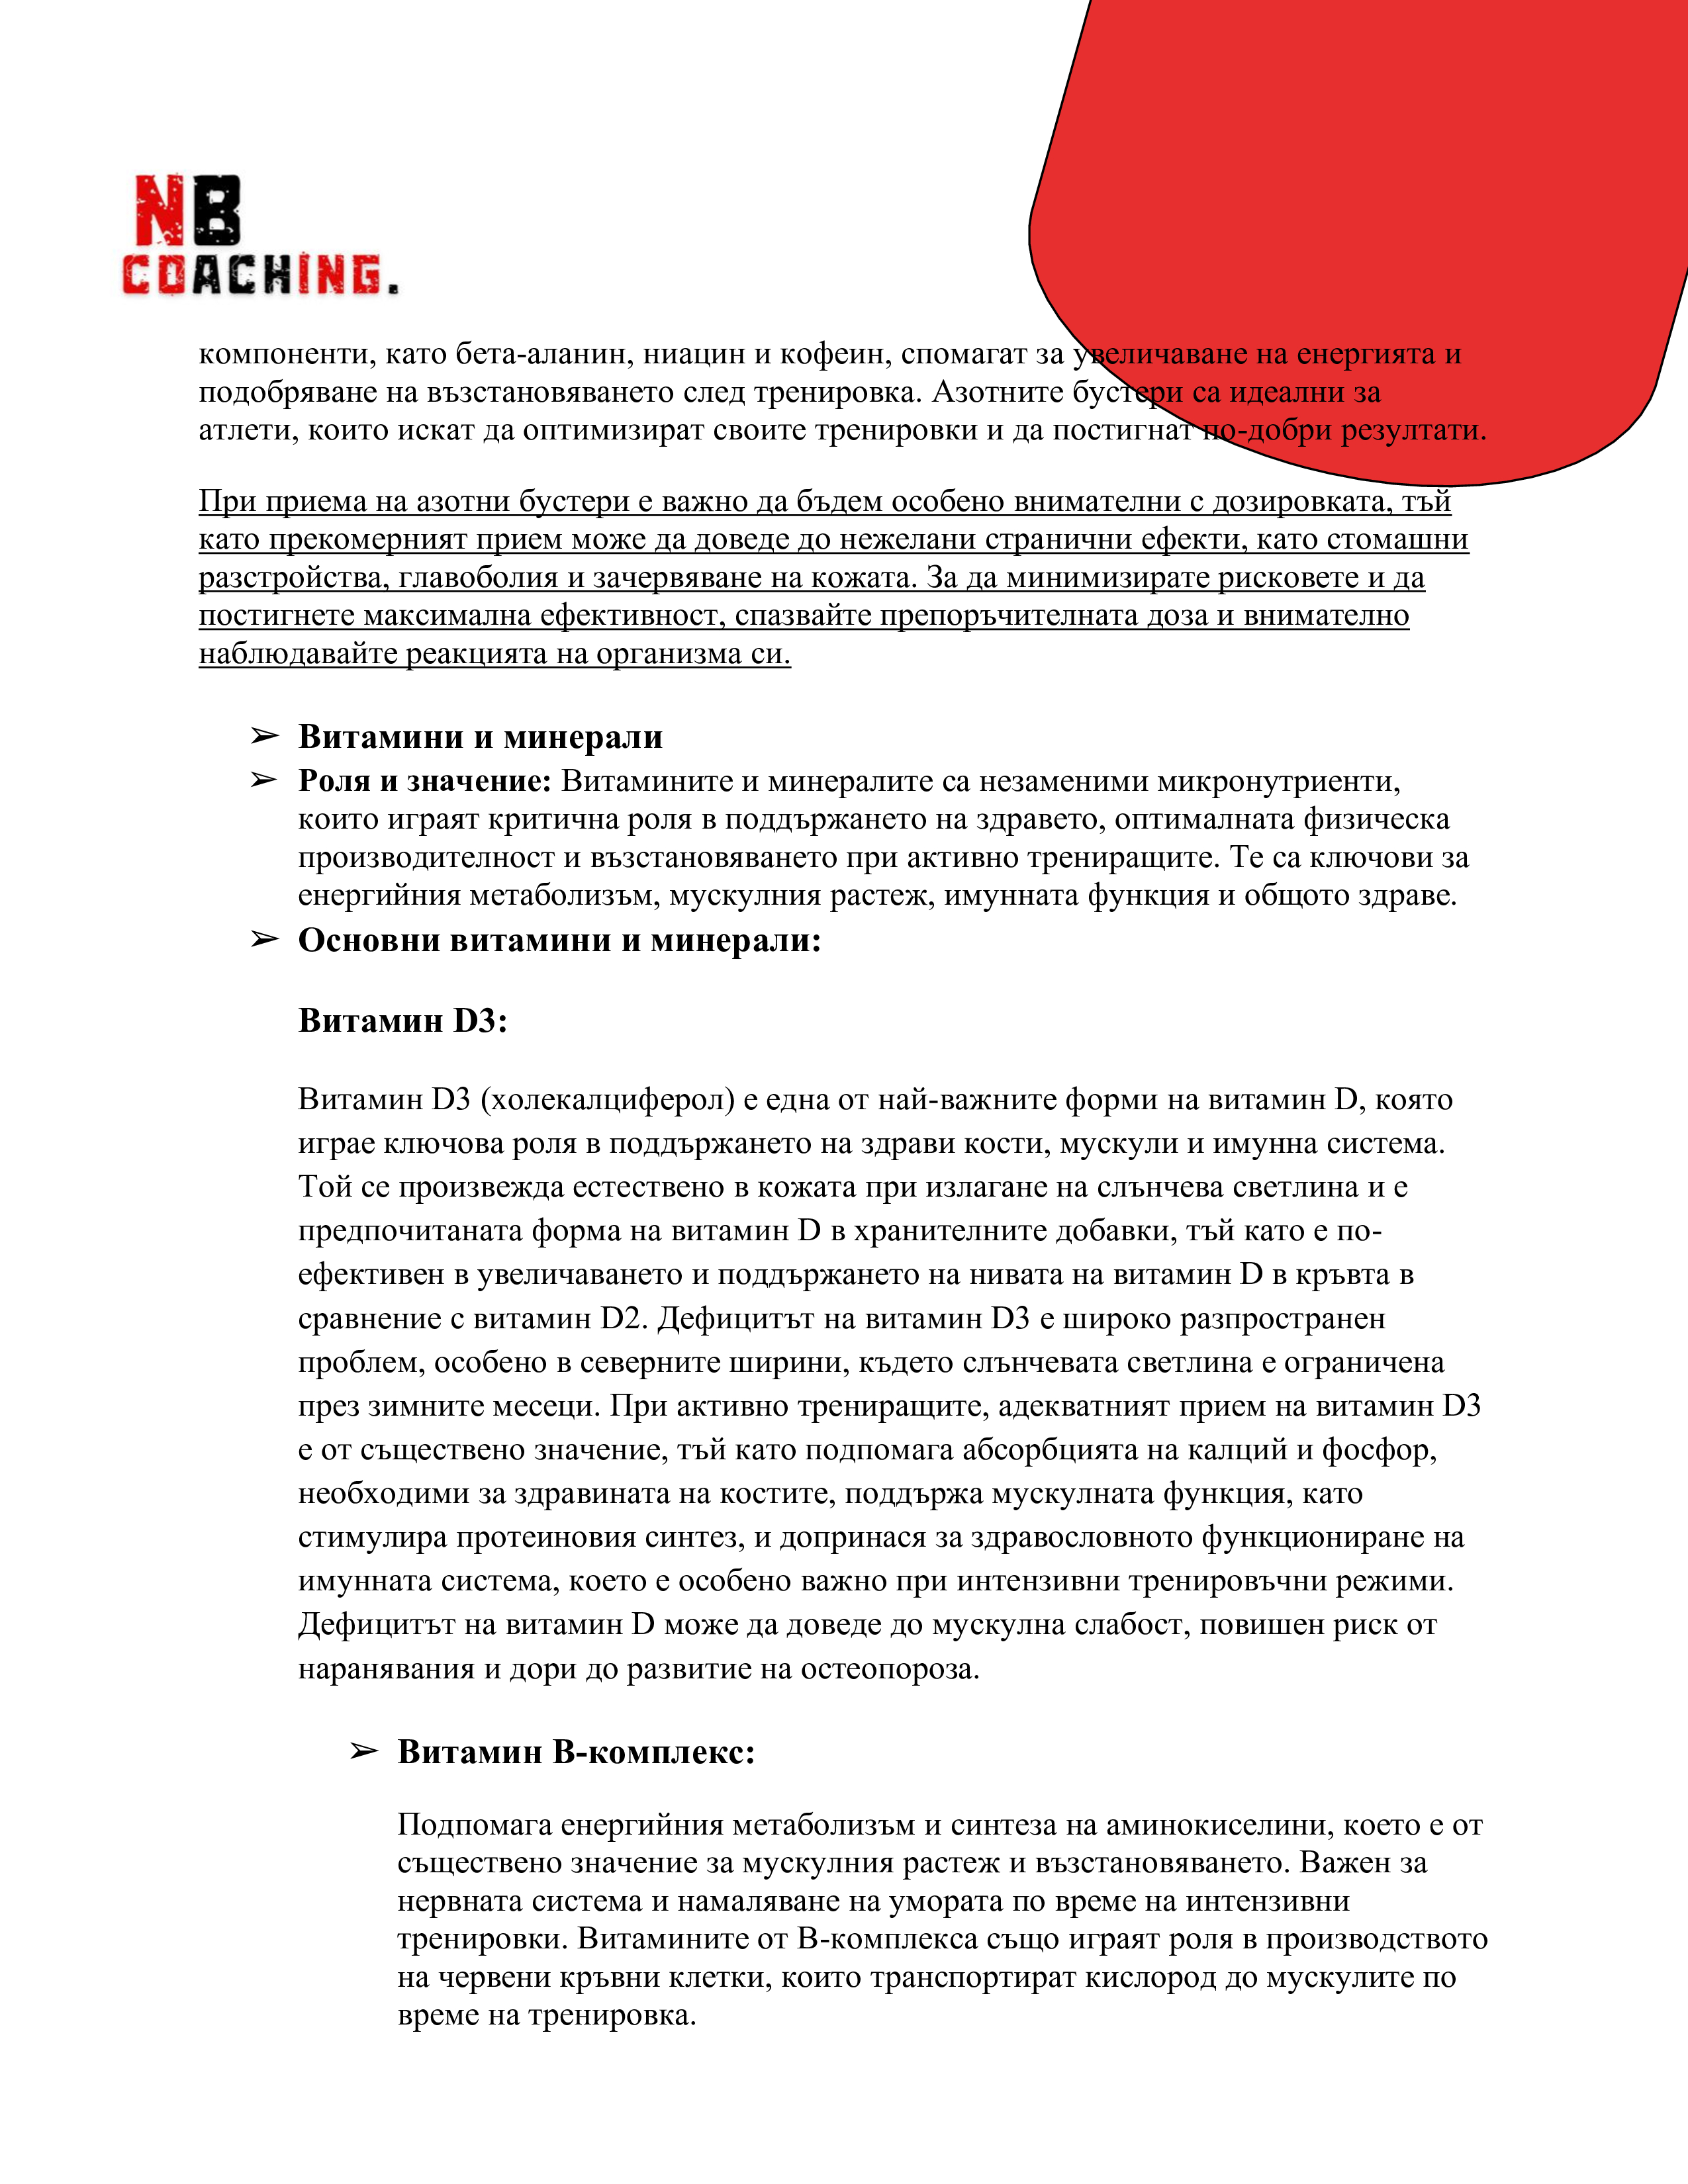 NB
COACHING.
компоненти, като бета-аланин, ниацин и кофеин, спомагат за увеличаване на енергията и
подобряване на възстановяването след тренировка. Азотните бустери са идеални за
атлети, които искат да оптимизират своите тренировки и да постигнат по-добри резултати.
При приема на азотни бустери е важно да бъдем особено внимателни с дозировката, тъй
като прекомерният прием може да доведе до нежелани странични ефекти, като стомашни
разстройства, главоболия и зачервяване на кожата. За да минимизирате рисковете и да
постигнете максимална ефективност, спазвайте препоръчителната доза и внимателно
наблюдавайте реакцията на организма си.
➢ Витамини и минерали
➢ Роля и значение: Витамините и минералите са незаменими микронутриенти,
които играят критична роля в поддържането на здравето, оптималната физическа
производителност и възстановяването при активно трениращите. Те са ключови за
енергийния метаболизъм, мускулния растеж, имунната функция и общото здраве.
➢ Основни витамини и минерали:
Витамин D3:
Витамин D3 (холекалциферол) е една от най-важните форми на витамин D, която
играе ключова роля в поддържането на здрави кости, мускули и имунна система.
Той се произвежда естествено в кожата при излагане на слънчева светлина и е
предпочитаната форма на витамин D в хранителните добавки, тъй като е по-
ефективен в увеличаването и поддържането на нивата на витамин D в кръвта в
сравнение с витамин D2. Дефицитът на витамин D3 е широко разпространен
проблем, особено в северните ширини, където слънчевата светлина е ограничена
през зимните месеци. При активно трениращите, адекватният прием на витамин D3
е от съществено значение, тъй като подпомага абсорбцията на калций и фосфор,
необходими за здравината на костите, поддържа мускулната функция, като
стимулира протеиновия синтез, и допринася за здравословното функциониране на
имунната система, което е особено важно при интензивни тренировъчни режими.
Дефицитът на витамин D може да доведе до мускулна слабост, повишен риск от
наранявания и дори до развитие на остеопороза.
➢ Витамин B-комплекс:
Подпомага енергийния метаболизъм и синтеза на аминокиселини, което е от
съществено значение за мускулния растеж и възстановяването. Важен за
нервната система и намаляване на умората по време на интензивни
тренировки. Витамините от B-комплекса също играят роля в производството
на червени кръвни клетки, които транспортират кислород до мускулите по
време на тренировка.